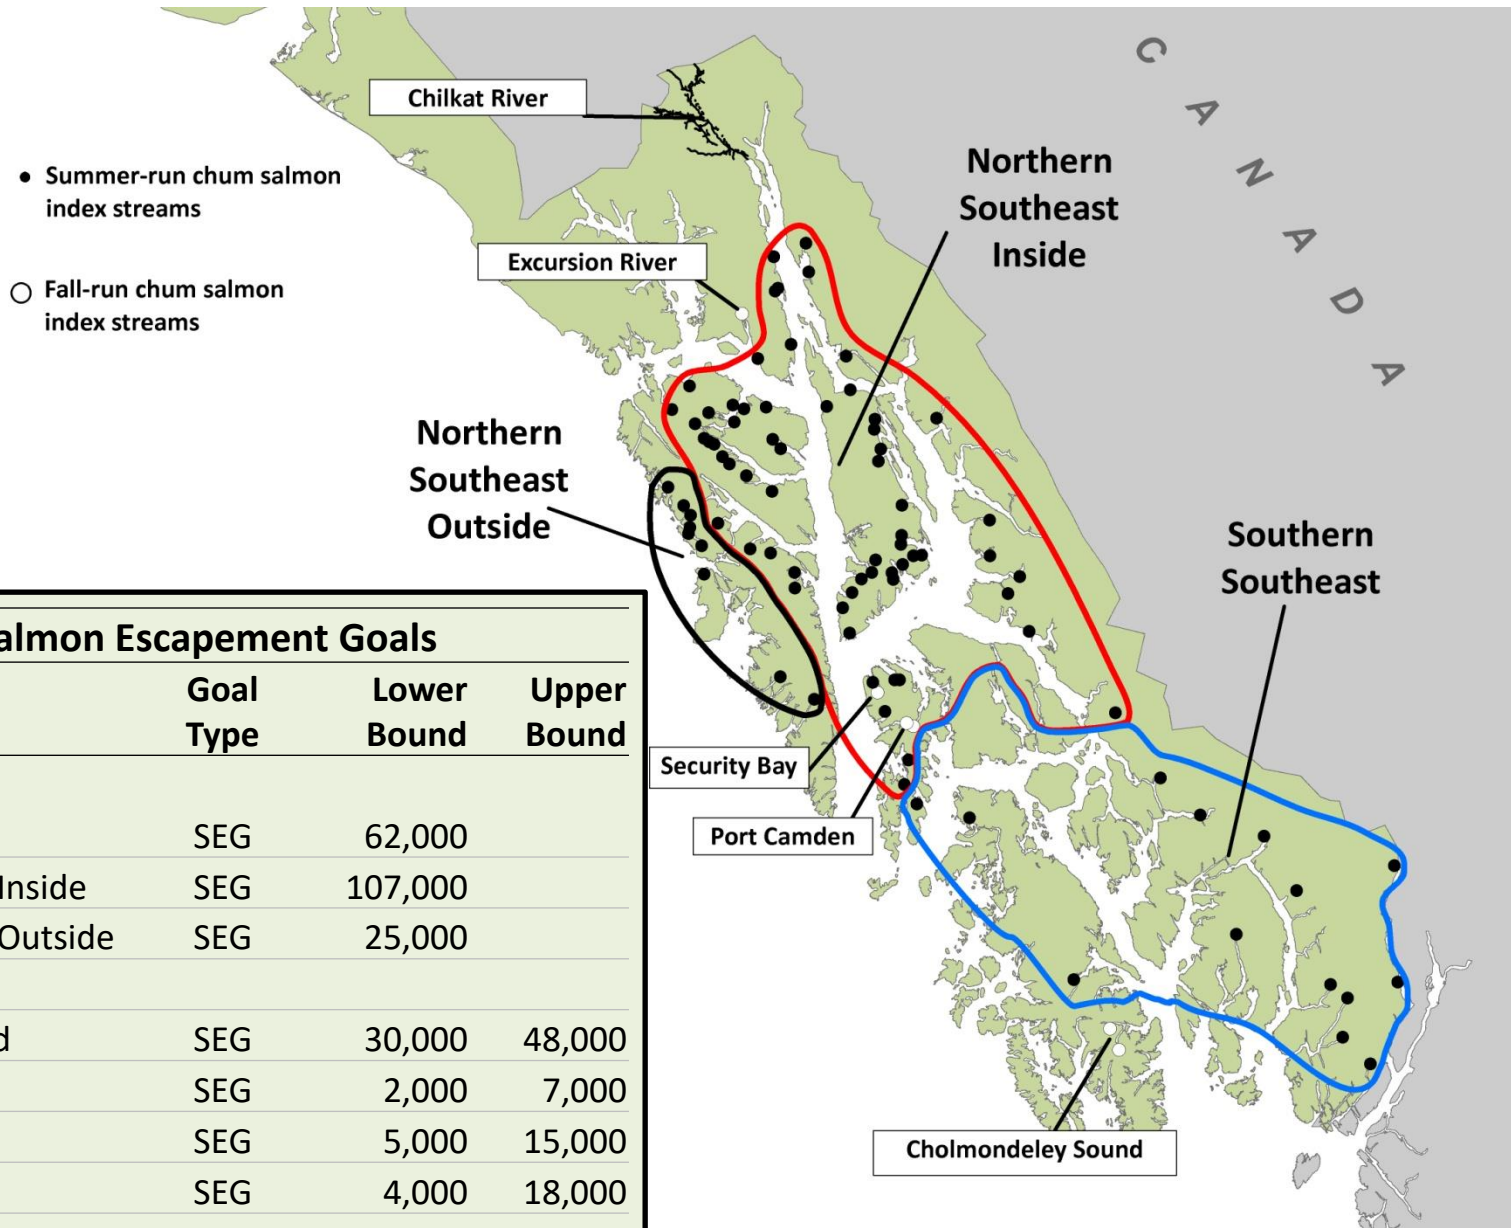 Chilkat River
CANADA
Summer-run chum salmon
index streams
Northern
Southeast
Inside
Excursion River
Fall-run chum salmon
index streams
Northern
Southeast
Outside
Southern
Southeast
almon Escapement Goals
Goal Lower Upper
Type Bound Bound
SEG 62,000
Inside SEG 107,000
Outside SEG 25,000
d SEG 30,000 48,000
SEG 2,000 7,000
SEG 5,000 15,000
SEG 4,000 18,000
Security Bay
Port Camden
Cholmondeley Sound